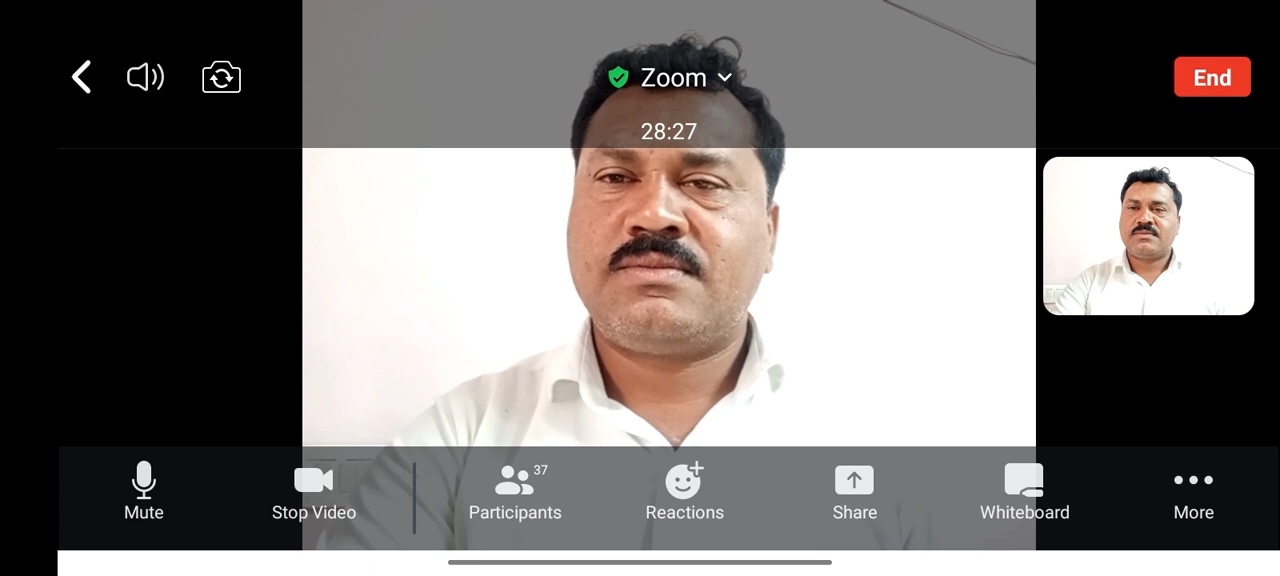 Zoom
End
28:27
37
Mute
Stop Video
Participants
Reactions
Share
Whiteboard
More